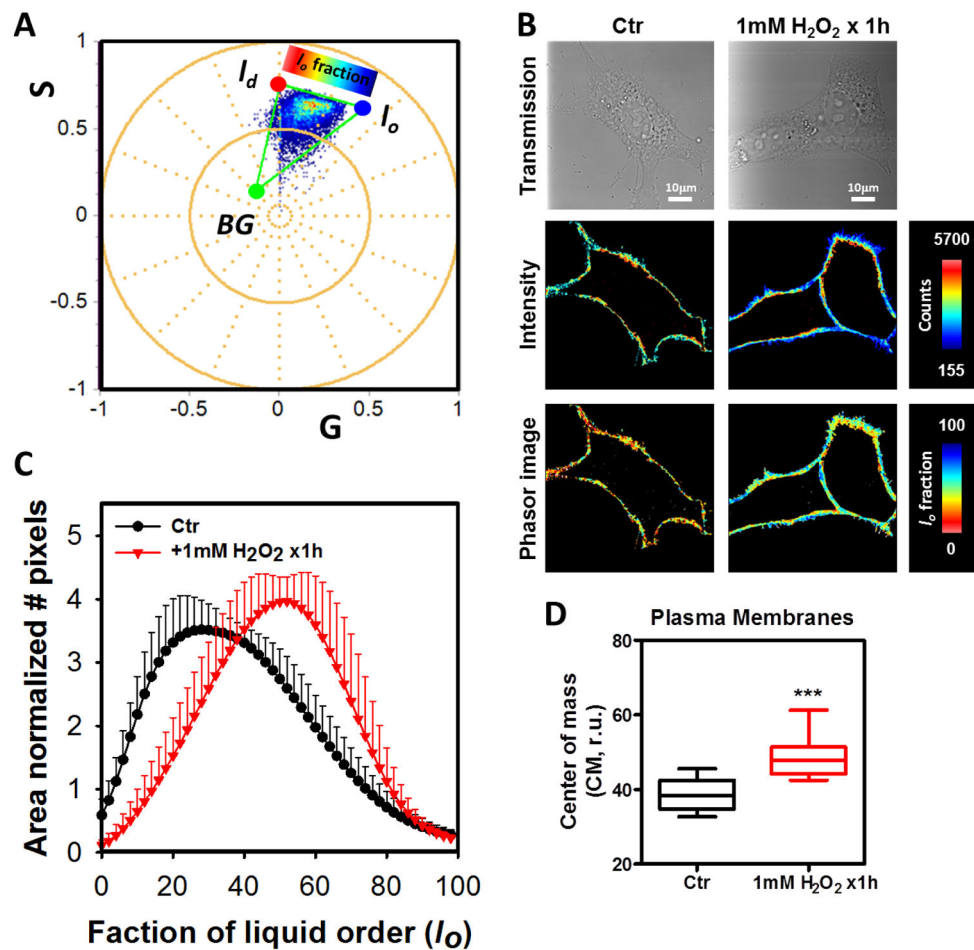 A
S
1
0.5
0
-0.5
-1
-1
-0.5
0
0.5
1
G
ld
lo fraction
lo
BG
B
Ctr
1mM H2O2 x 1h
Transmission
10µm
10µm
Intensity
5700
Counts
155
Phasor image
100
lo fraction
0
C
Area normalized # pixels
5
4
3
2
1
0
Ctr
+1mM H2O2 x1h
0
20
40
60
80
100
Faction of liquid order (lo)
D
Plasma Membranes
Center of mass
(CM, r.u.)
80
60
40
20
***
Ctr
1mM H2O2 x1h